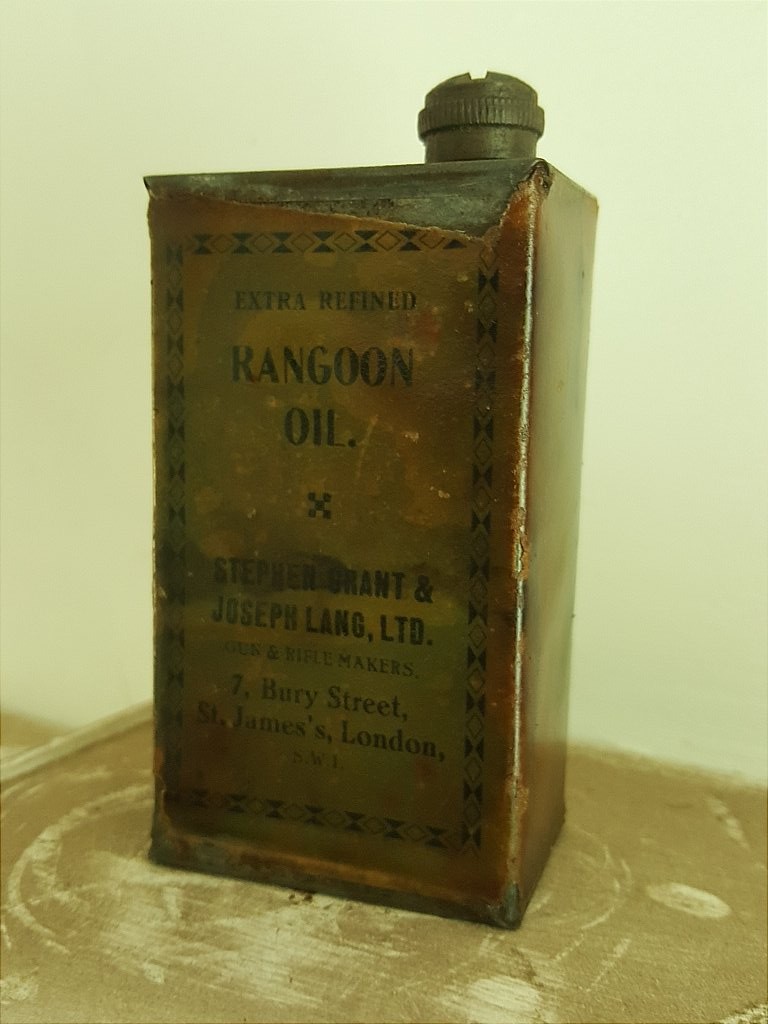 EXTRA REFINED
RANGOON
OIL.
STEPHEN GRANT &
JOSEPH LANG, LTD.
GUN & RIFLE MAKERS.
7, Bury Street,
St. James's, London,
S.W.1.